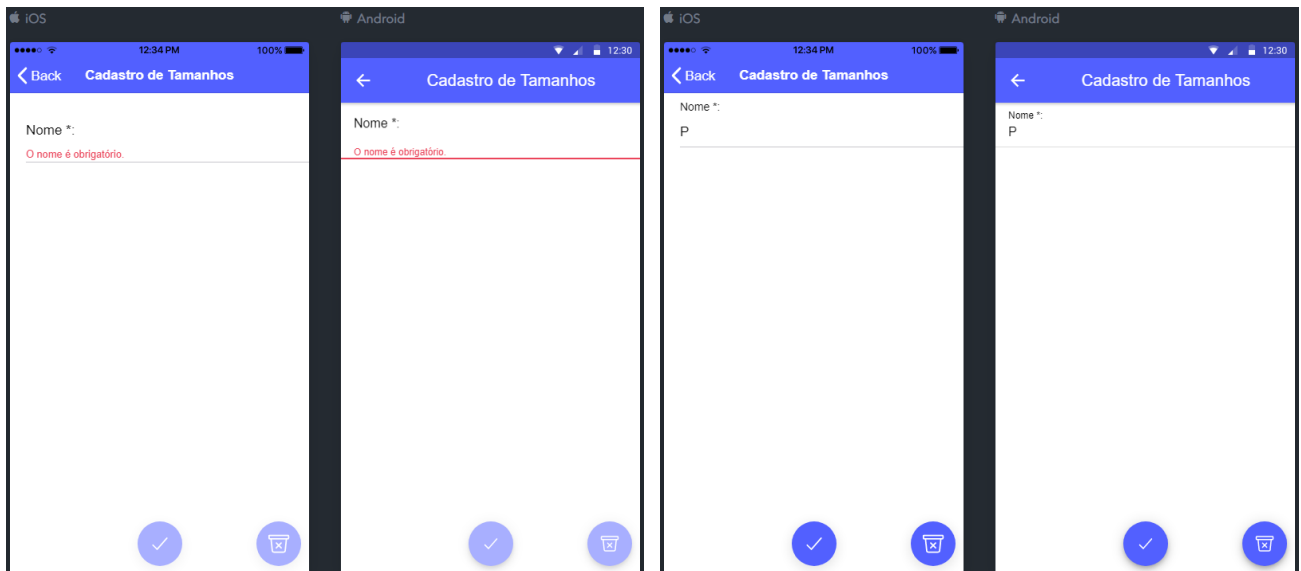 iOS
12:34 PM 100%
Back Cadastro de Tamanhos
Nome *:
O nome é obrigatório.
Android
12:30
Cadastro de Tamanhos
Nome *:
O nome é obrigatório.
iOS
12:34 PM 100%
Back Cadastro de Tamanhos
Nome *:
P
Android
12:30
Cadastro de Tamanhos
Nome *:
P